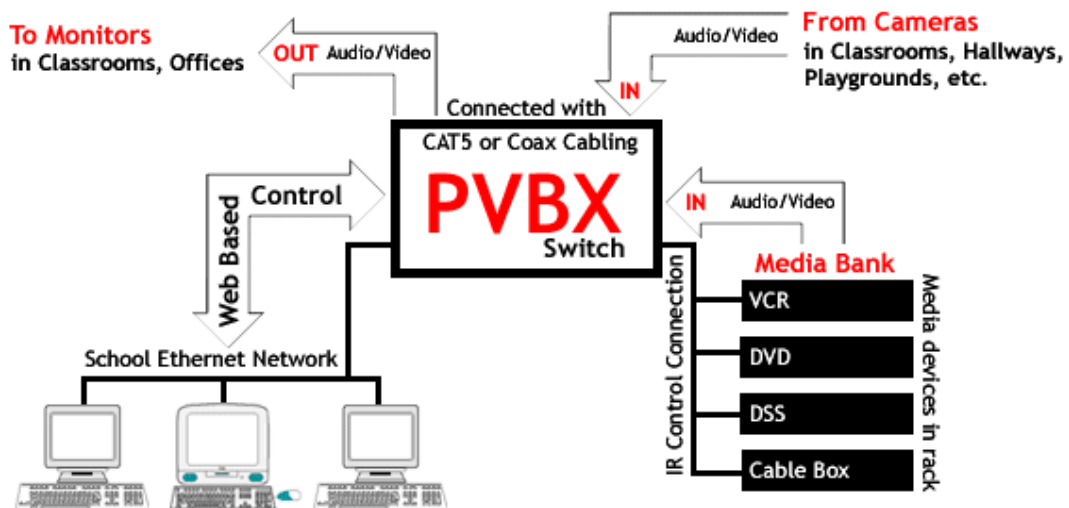 To Monitors
in Classrooms, Offices
OUT Audio/Video
Audio/Video
IN
From Cameras
in Classrooms, Hallways,
Playgrounds, etc.
Connected with
CAT5 or Coax Cabling
PVBX
Switch
Control
Web Based
IN Audio/Video
Media Bank
VCR
DVD
DSS
Cable Box
IR Control Connection
Media devices in rack
School Ethernet Network